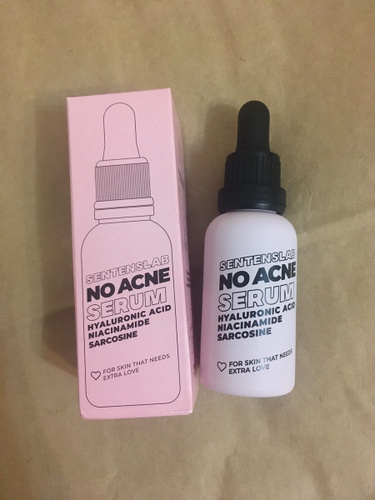 SENTENSLAB
NO ACNE
SERUM
HYALURONIC ACID
NIACINAMIDE
SARCOSINE
FOR SKIN THAT NEEDS
EXTRA LOVE
SENTENSLAB
NO ACNE
SERUM
HYALURONIC ACID
NIACINAMIDE
SARCOSINE
FOR SKIN THAT NEEDS
EXTRA LOVE